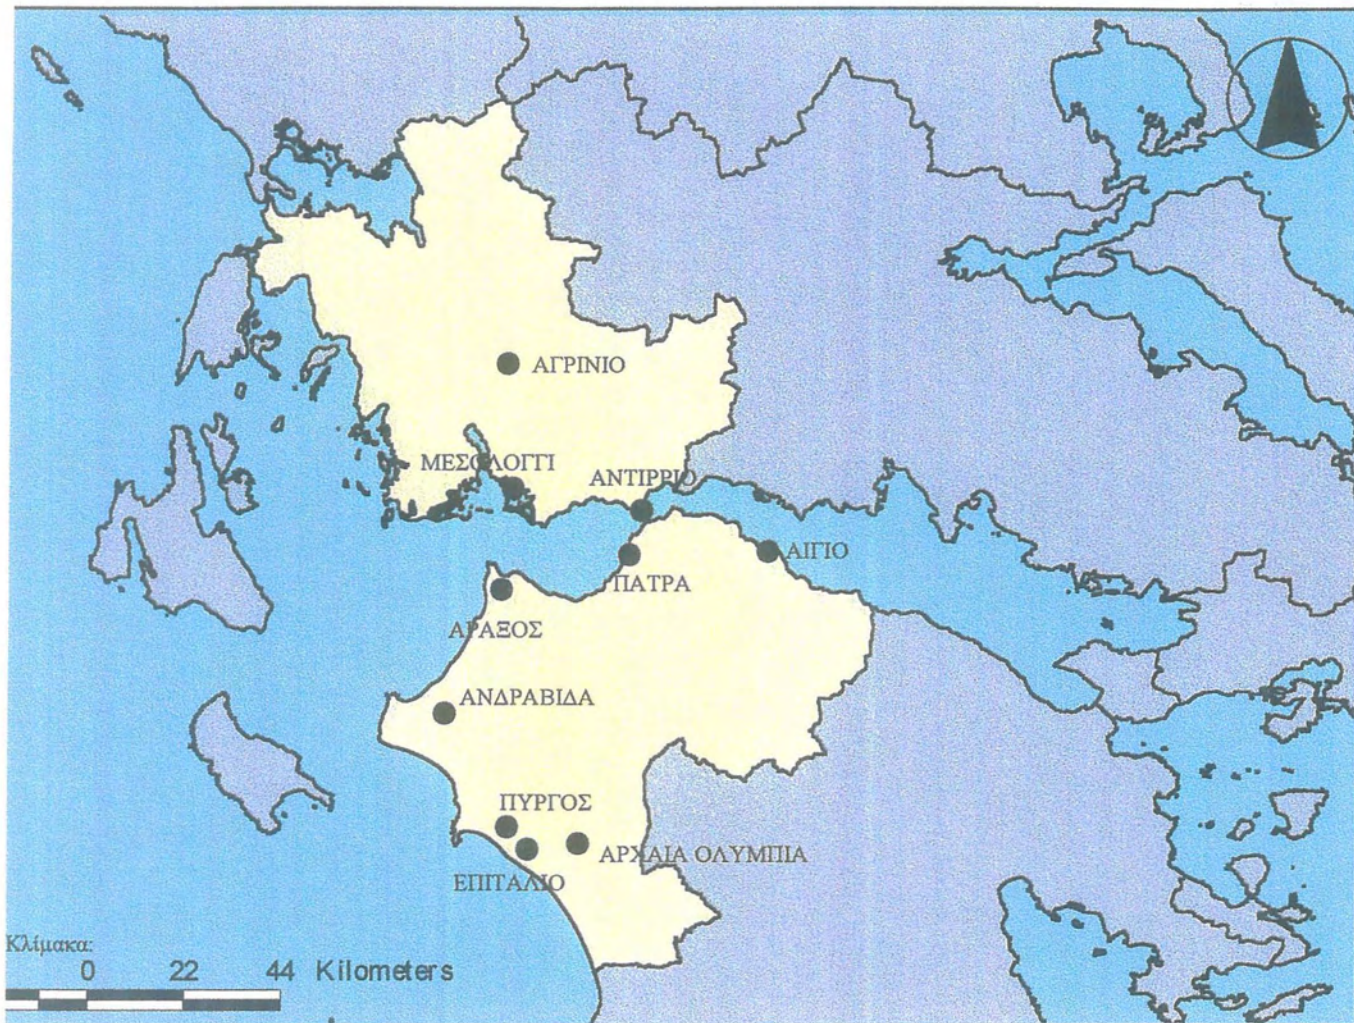 ΑΓΡΙΝΙΟ
ΜΕΣΟΛΟΓΓΙ
ΑΝΤΙΡΡΙΟ
ΑΙΓΙΟ
ΠΑΤΡΑ
ΑΡΑΞΟΣ
ΑΝΔΡΑΒΙΔΑ
ΠΥΡΓΟΣ
ΑΡΧΑΙΑ ΟΛΥΜΠΙΑ
ΕΠΙΤΑΛΙΟ
Κλίμακα:
0 22 44 Kilometers